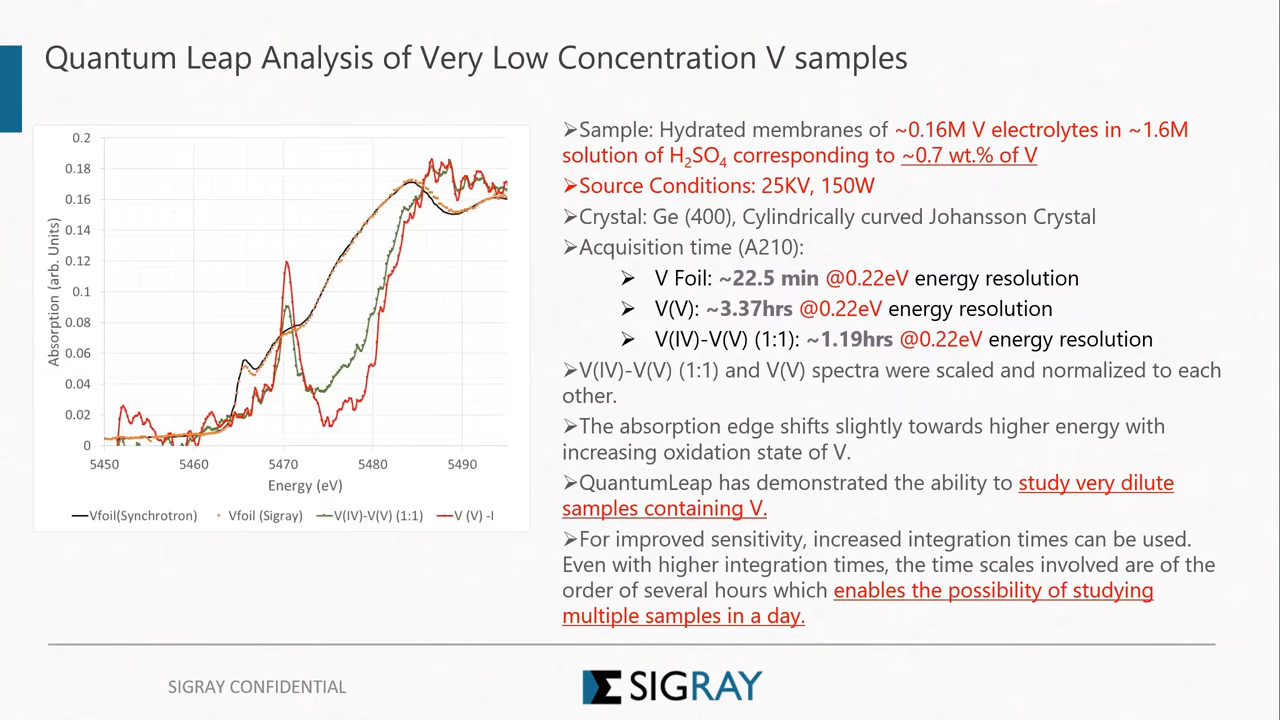 Quantum Leap Analysis of Very Low Concentration V samples
0.2
0.18
0.16
0.14
0.12
0.1
0.08
0.06
0.04
0.02
0
Absorption (arb. Units)
5450 5460 5470 5480 5490
Energy (eV)
Vfoil(Synchrotron) Vfoil (Sigray) V(IV)-V(V) (1:1) V (V) -I
➤Sample: Hydrated membranes of ~0.16M V electrolytes in ~1.6M
solution of H₂SO₄ corresponding to ~0.7 wt.% of V
➤Source Conditions: 25KV, 150W
➤Crystal: Ge (400), Cylindrically curved Johansson Crystal
➤Acquisition time (A210):
➤ V Foil: ~22.5 min @0.22eV energy resolution
➤ V(V): ~3.37hrs @0.22eV energy resolution
➤ V(IV)-V(V) (1:1): ~1.19hrs @0.22eV energy resolution
➤V(IV)-V(V) (1:1) and V(V) spectra were scaled and normalized to each
other.
➤The absorption edge shifts slightly towards higher energy with
increasing oxidation state of V.
➤QuantumLeap has demonstrated the ability to study very dilute
samples containing V.
➤For improved sensitivity, increased integration times can be used.
Even with higher integration times, the time scales involved are of the
order of several hours which enables the possibility of studying
multiple samples in a day.
SIGRAY CONFIDENTIAL
SIGRAY